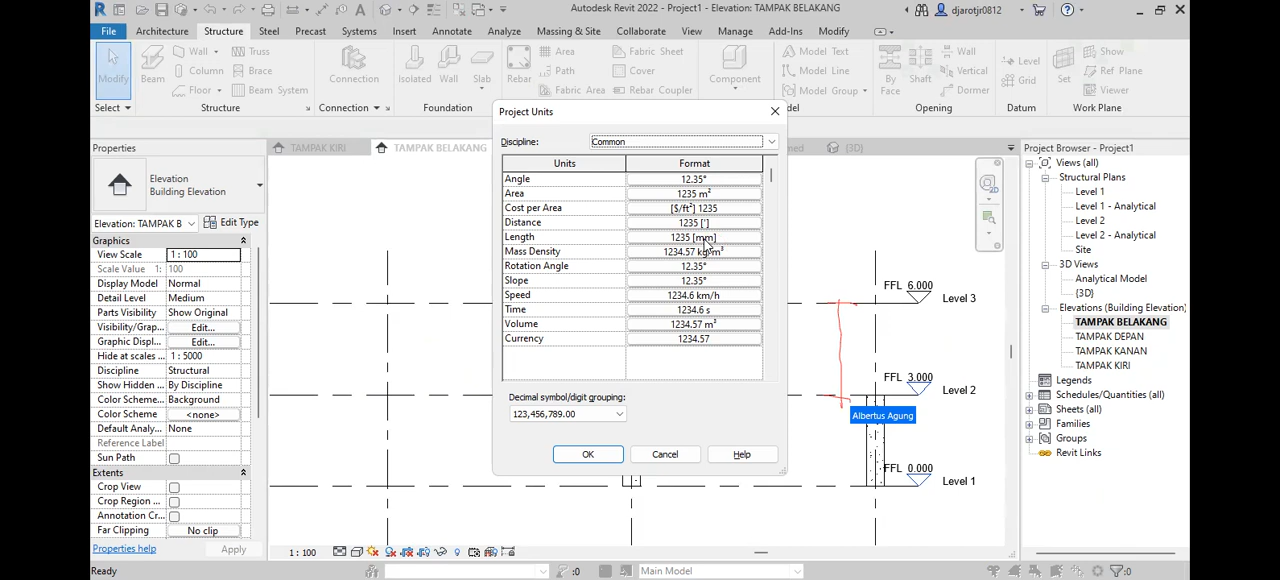 Autodesk Revit 2022 - Project1 - Elevation: TAMPAK BELAKANG
djarotjr0812
File Architecture Structure Steel Precast Systems Insert Annotate Analyze Massing & Site Collaborate View Manage Add-Ins Modify
Modify Beam Wall Column Floor Truss Brace Beam System Connection Isolated Wall Slab Rebar Area Path Fabric Area Fabric Sheet Cover Rebar Coupler Component Model Text Model Line Model Group By Face Shaft Wall Vertical Dormer Level Grid Set Show Ref Plane Viewer
Select Structure Connection Foundation Opening Datum Work Plane
Properties
Elevation
Building Elevation
Elevation: TAMPAK B Edit Type
Graphics
View Scale 1 : 100
Scale Value 1: 100
Display Model Normal
Detail Level Medium
Parts Visibility Show Original
Visibility/Grap... Edit...
Graphic Displ... Edit...
Hide at scales ... 1 : 5000
Discipline Structural
Show Hidden ... By Discipline
Color Scheme ... Background
Color Scheme <none>
Default Analy... None
Reference Label
Sun Path
Extents
Crop View
Crop Region ...
Annotation Cr...
Far Clipping No clip
Properties help Apply
TAMPAK KIRI TAMPAK BELAKANG {3D}
Project Units
Discipline: Common
Units Format
Angle 12.35°
Area 1235 m²
Cost per Area [$/ft²] 1235
Distance 1235 [']
Length 1235 [mm]
Mass Density 1234.57 kg/m³
Rotation Angle 12.35°
Slope 12.35°
Speed 1234.6 km/h
Time 1234.6 s
Volume 1234.57 m³
Currency 1234.57
Decimal symbol/digit grouping:
123,456,789.00
OK Cancel Help
FFL 6.000
Level 3
FFL 3.000
Level 2
Albertus Agung
FFL 0.000
Level 1
Project Browser - Project1
Views (all)
Structural Plans
Level 1
Level 1 - Analytical
Level 2
Level 2 - Analytical
Site
3D Views
Analytical Model
{3D}
Elevations (Building Elevation)
TAMPAK BELAKANG
TAMPAK DEPAN
TAMPAK KANAN
TAMPAK KIRI
Legends
Schedules/Quantities (all)
Sheets (all)
Families
Groups
Revit Links
1 : 100
Ready :0 Main Model :0